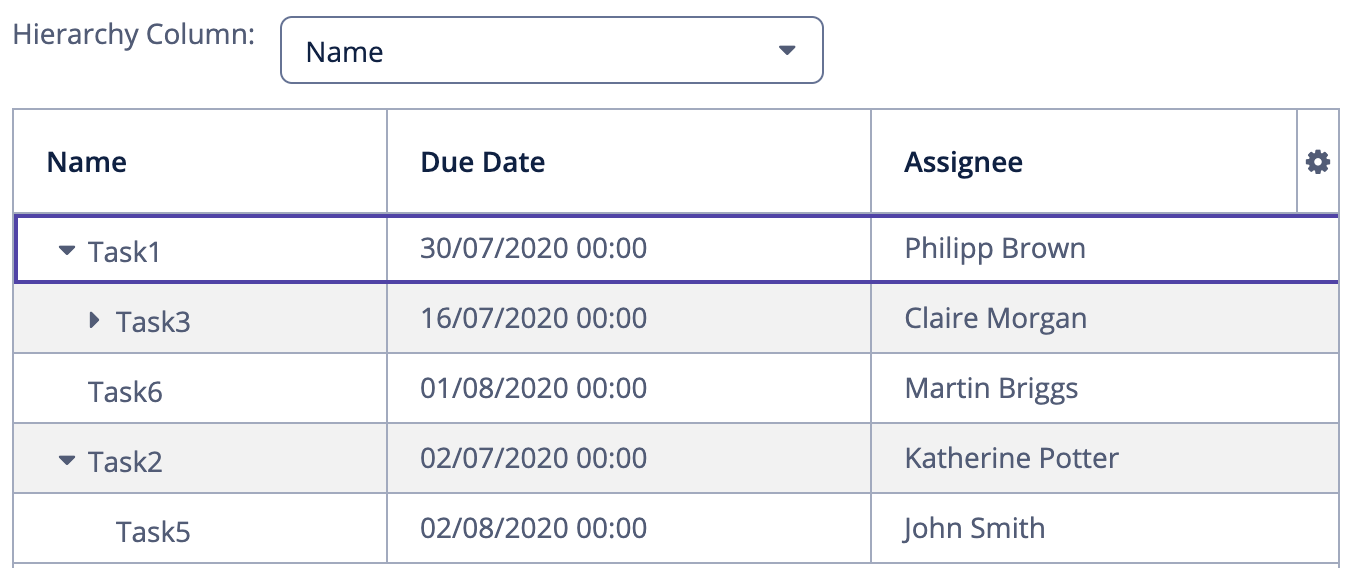 Hierarchy Column: Name
Name Due Date Assignee
Task1 30/07/2020 00:00 Philipp Brown
Task3 16/07/2020 00:00 Claire Morgan
Task6 01/08/2020 00:00 Martin Briggs
Task2 02/07/2020 00:00 Katherine Potter
Task5 02/08/2020 00:00 John Smith